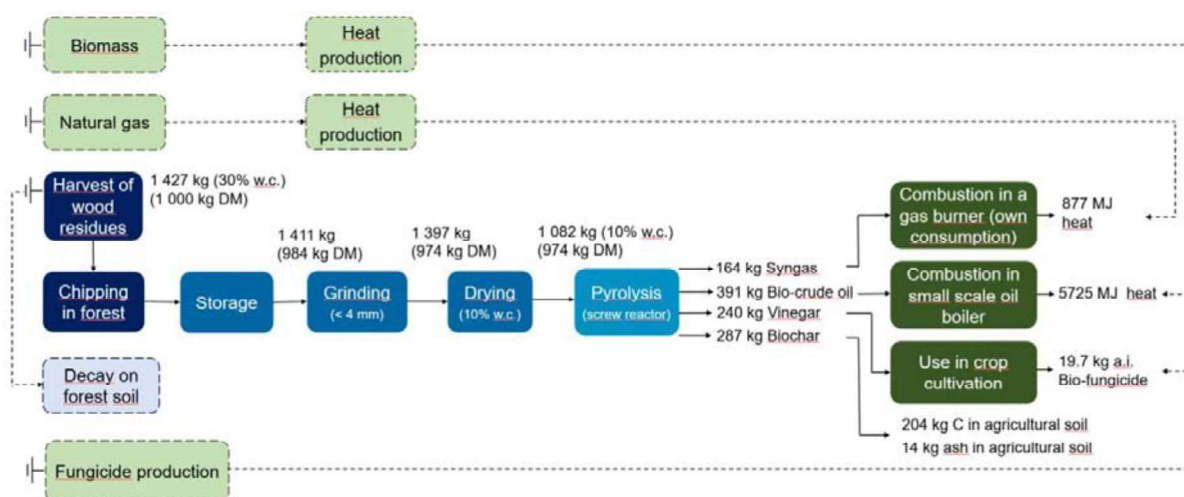 Biomass
Heat
production
Natural gas
Heat
production
Harvest of
wood
residues
1 427 kg (30% w.c.)
(1 000 kg DM)
Chipping
in forest
Storage
1 411 kg
(984 kg DM)
Grinding
(< 4 mm)
1 397 kg
(974 kg DM)
Drying
(10% w.c.)
1 082 kg (10% w.c.)
(974 kg DM)
Pyrolysis
(screw reactor)
164 kg Syngas
391 kg Bio-crude oil
240 kg Vinegar
287 kg Biochar
Combustion in a
gas burner (own
consumption)
877 MJ
heat
Combustion in
small scale oil
boiler
5725 MJ heat
Use in crop
cultivation
19.7 kg a.i.
Bio-fungicide
204 kg C in agricultural soil
14 kg ash in agricultural soil
Decay on
forest soil
Fungicide production